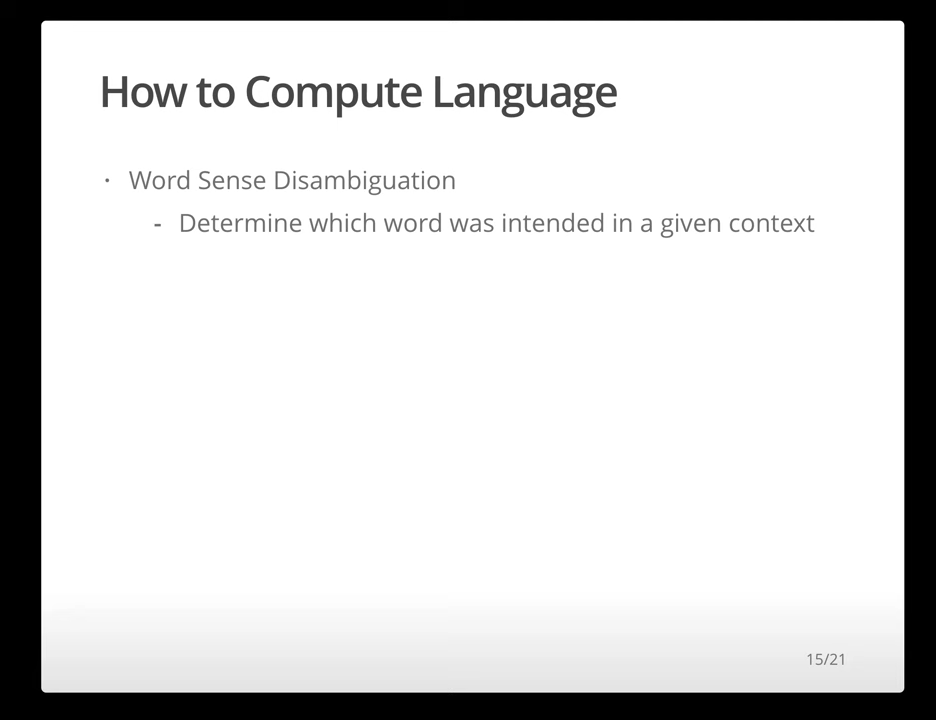 How to Compute Language
· Word Sense Disambiguation
- Determine which word was intended in a given context
15/21